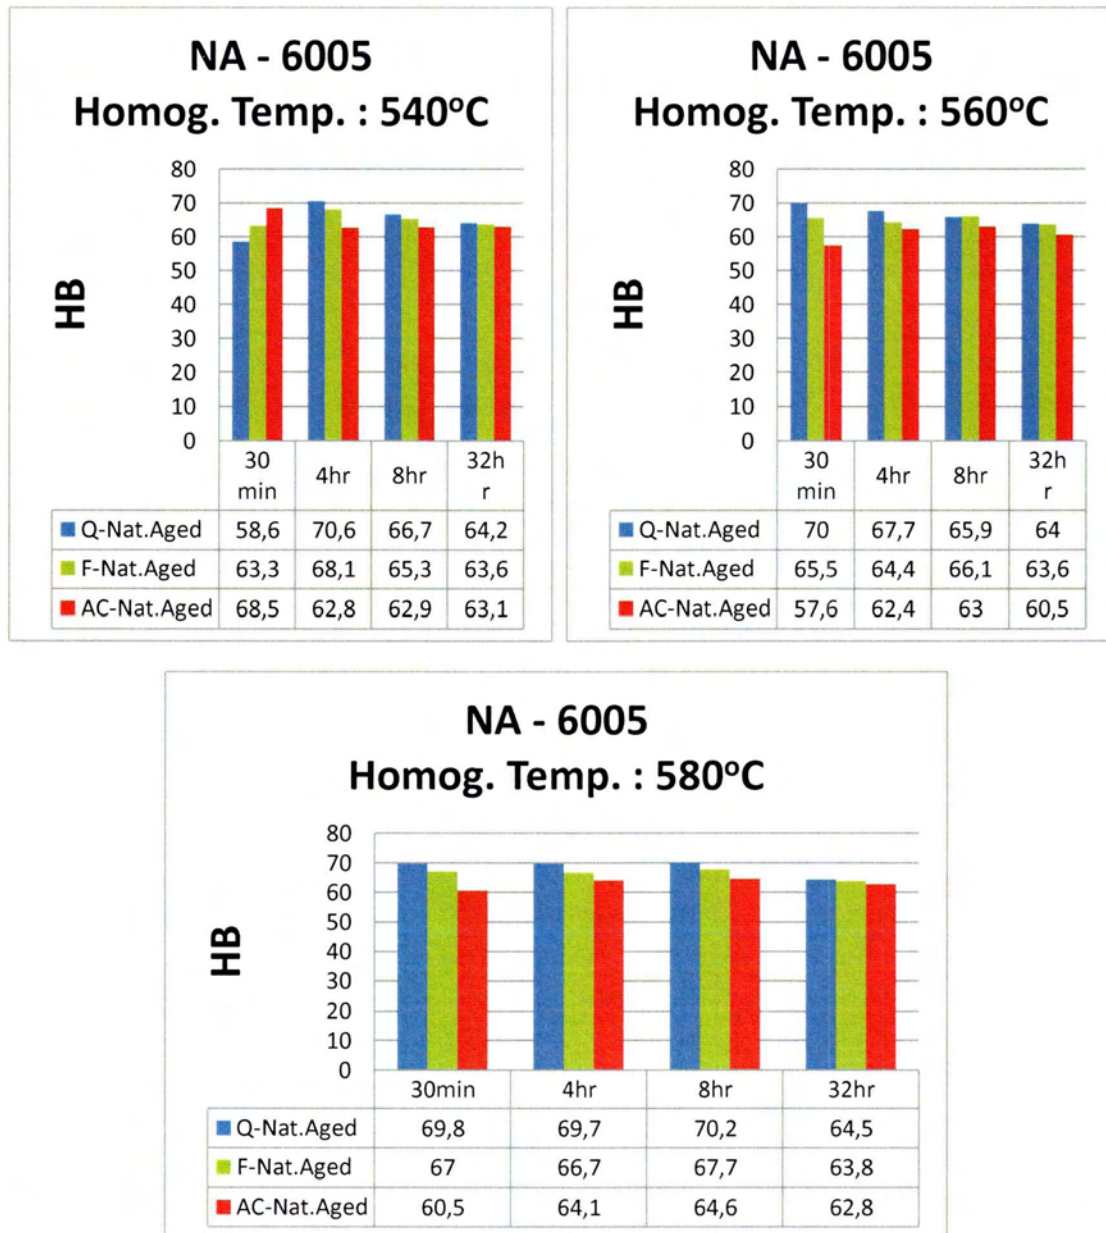 NA - 6005
Homog. Temp. : 540°C
HB
80
70
60
50
40
30
20
10
0
30 min 4hr 8hr 32h r
Q-Nat.Aged 58,6 70,6 66,7 64,2
F-Nat.Aged 63,3 68,1 65,3 63,6
AC-Nat.Aged 68,5 62,8 62,9 63,1
NA - 6005
Homog. Temp. : 560°C
HB
80
70
60
50
40
30
20
10
0
30 min 4hr 8hr 32h r
Q-Nat.Aged 70 67,7 65,9 64
F-Nat.Aged 65,5 64,4 66,1 63,6
AC-Nat.Aged 57,6 62,4 63 60,5
NA - 6005
Homog. Temp. : 580°C
HB
80
70
60
50
40
30
20
10
0
30min 4hr 8hr 32hr
Q-Nat.Aged 69,8 69,7 70,2 64,5
F-Nat.Aged 67 66,7 67,7 63,8
AC-Nat.Aged 60,5 64,1 64,6 62,8